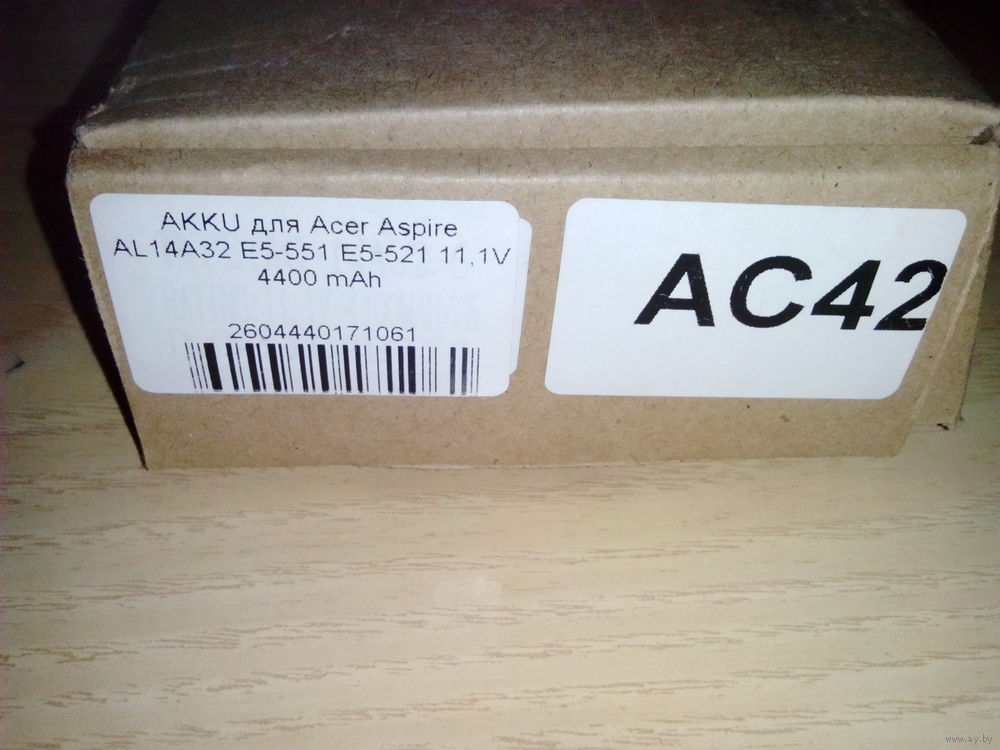 AKKU для Acer Aspire
AL14A32 E5-551 E5-521 11,1V
4400 mAh
2604440171061
AC42
www.ay.by